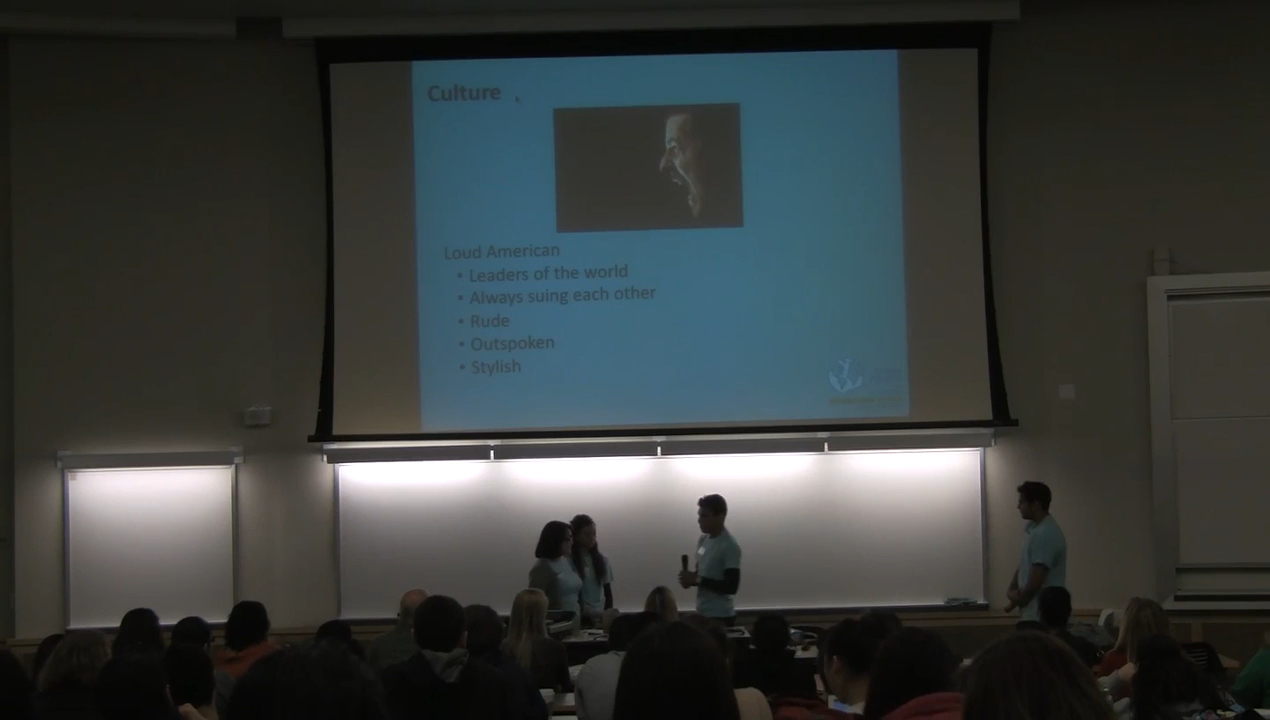 Culture
Loud American
• Leaders of the world
• Always suing each other
• Rude
• Outspoken
• Stylish